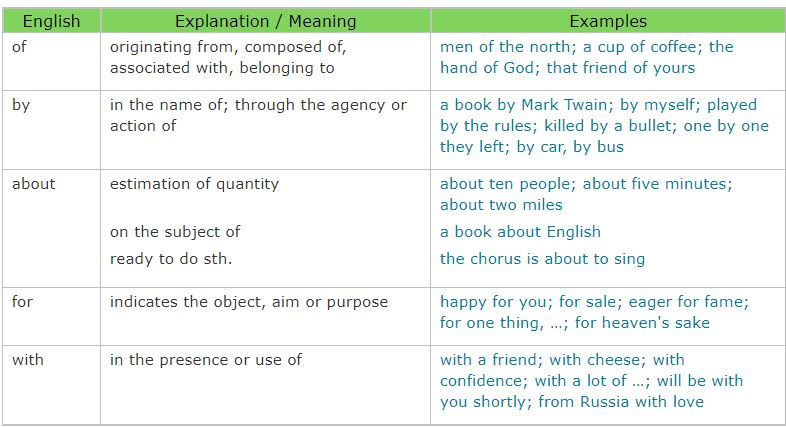 English Explanation / Meaning Examples
of
originating from, composed of,
associated with, belonging to
men of the north; a cup of coffee; the
hand of God; that friend of yours
by
in the name of; through the agency or
action of
a book by Mark Twain; by myself; played
by the rules; killed by a bullet; one by one
they left; by car, by bus
about
estimation of quantity
about ten people; about five minutes;
about two miles
on the subject of
a book about English
ready to do sth.
the chorus is about to sing
for
indicates the object, aim or purpose
happy for you; for sale; eager for fame;
for one thing, …; for heaven's sake
with
in the presence or use of
with a friend; with cheese; with
confidence; with a lot of …; will be with
you shortly; from Russia with love